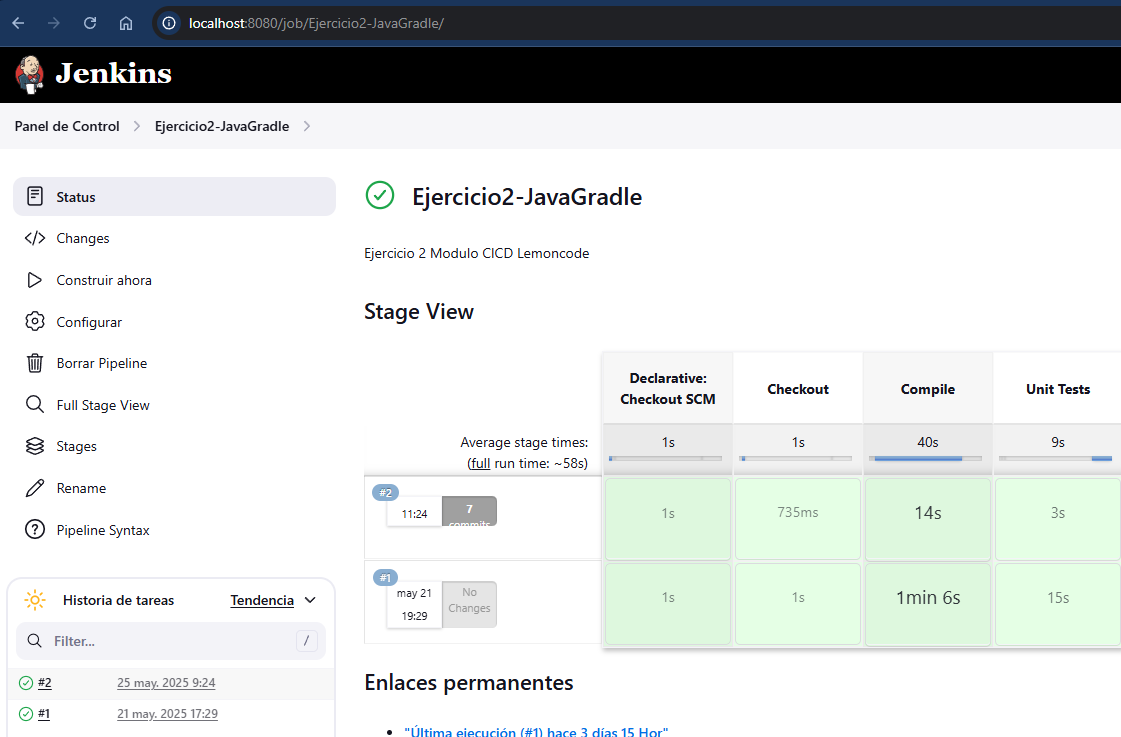 localhost:8080/job/Ejercicio2-JavaGradle/
Jenkins
Panel de Control
Ejercicio2-JavaGradle
Status
Changes
Construir ahora
Configurar
Borrar Pipeline
Full Stage View
Stages
Rename
Pipeline Syntax
Historia de tareas
Tendencia
Filter...
/
#2
25 may. 2025 9:24
#1
21 may. 2025 17:29
Ejercicio2-JavaGradle
Ejercicio 2 Modulo CICD Lemoncode
Stage View
Declarative:
Checkout SCM
Checkout
Compile
Unit Tests
Average stage times:
(full run time: ~58s)
1s
1s
40s
9s
#2
11:24
7
commits
1s
735ms
14s
3s
#1
may 21
19:29
No
Changes
1s
1s
1min 6s
15s
Enlaces permanentes
"Última ejecución (#1) hace 3 días 15 Hor"